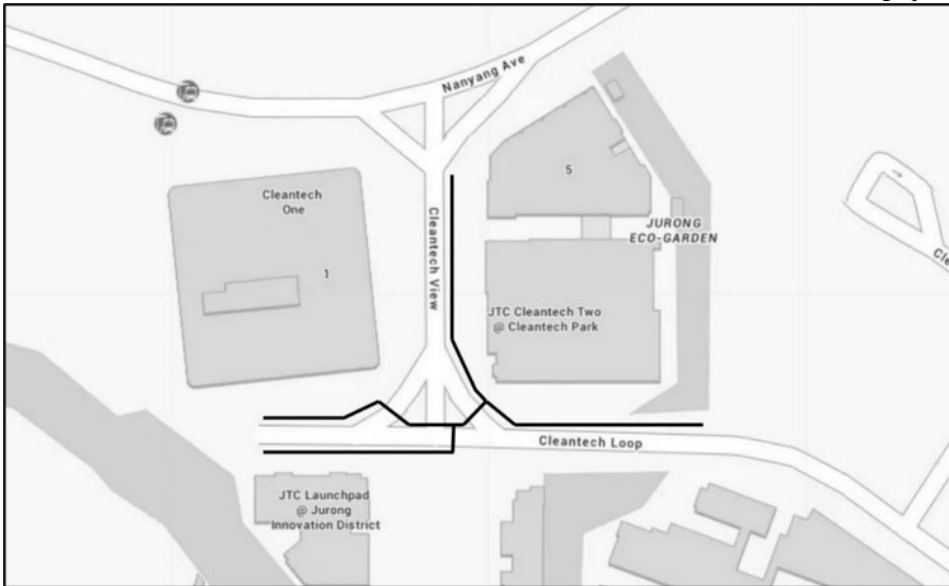 Nanyang Ave
Cleantech
One
1
Cleantech View
5
JURONG
ECO-GARDEN
JTC Cleantech Two
@ Cleantech Park
Cleantech Loop
JTC Launchpad
@ Jurong
Innovation District